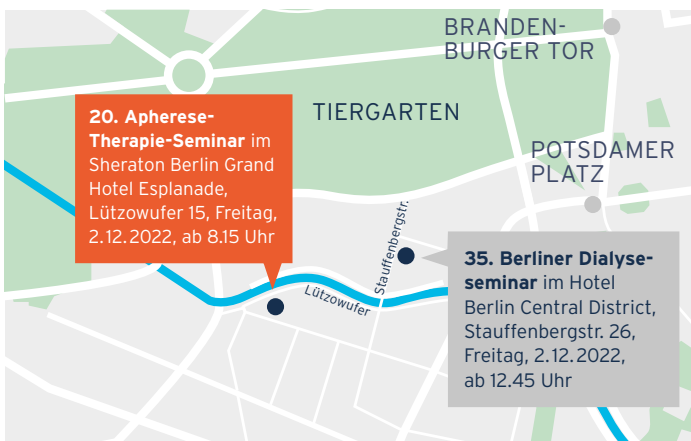 BRANDEN-
BURGER TOR
TIERGARTEN
20. Apherese-
Therapie-Seminar im
Sheraton Berlin Grand
Hotel Esplanade,
Lützowufer 15, Freitag,
2.12.2022, ab 8.15 Uhr
POTSDAMER
PLATZ
Stauffenbergstr.
Lützowufer
35. Berliner Dialyse-
seminar im Hotel
Berlin Central District,
Stauffenbergstr. 26,
Freitag, 2.12.2022,
ab 12.45 Uhr